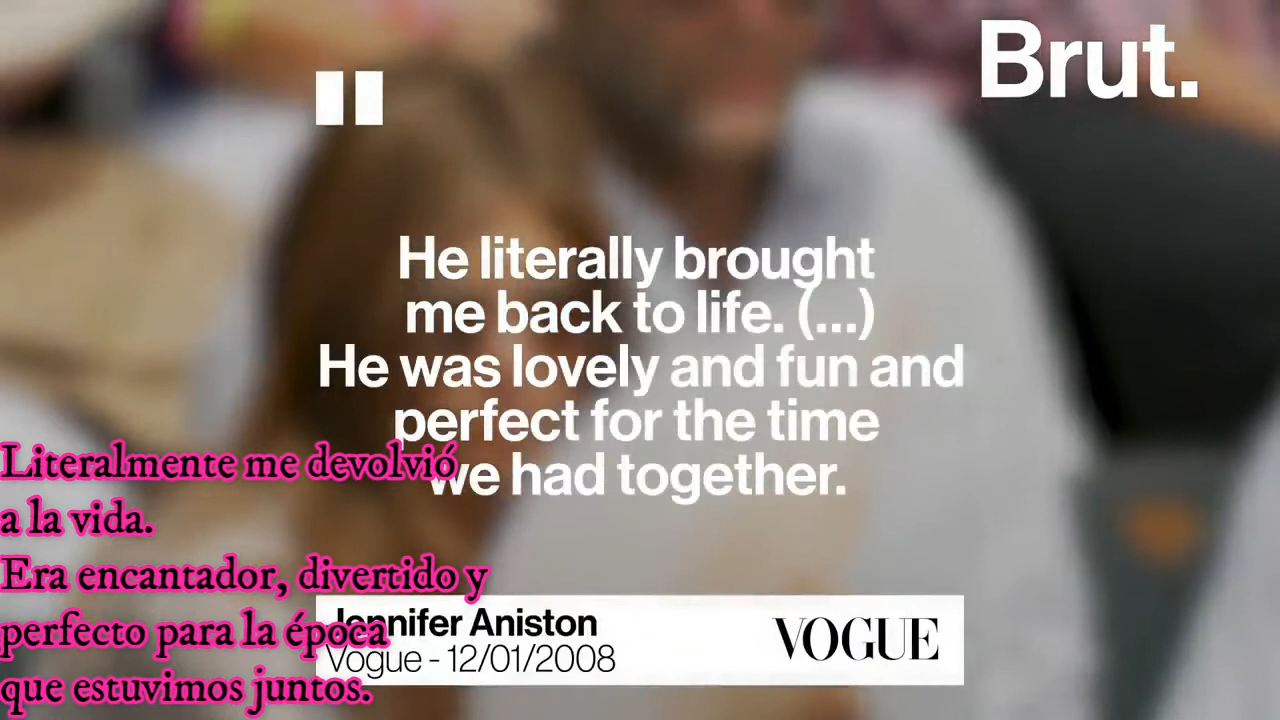 Brut.
"
He literally brought
me back to life. (...)
He was lovely and fun and
perfect for the time
we had together.
Literalmente me devolvió
a la vida.
Era encantador, divertido y
perfecto para la época
que estuvimos juntos.
Jennifer Aniston
VOGUE
Vogue - 12/01/2008